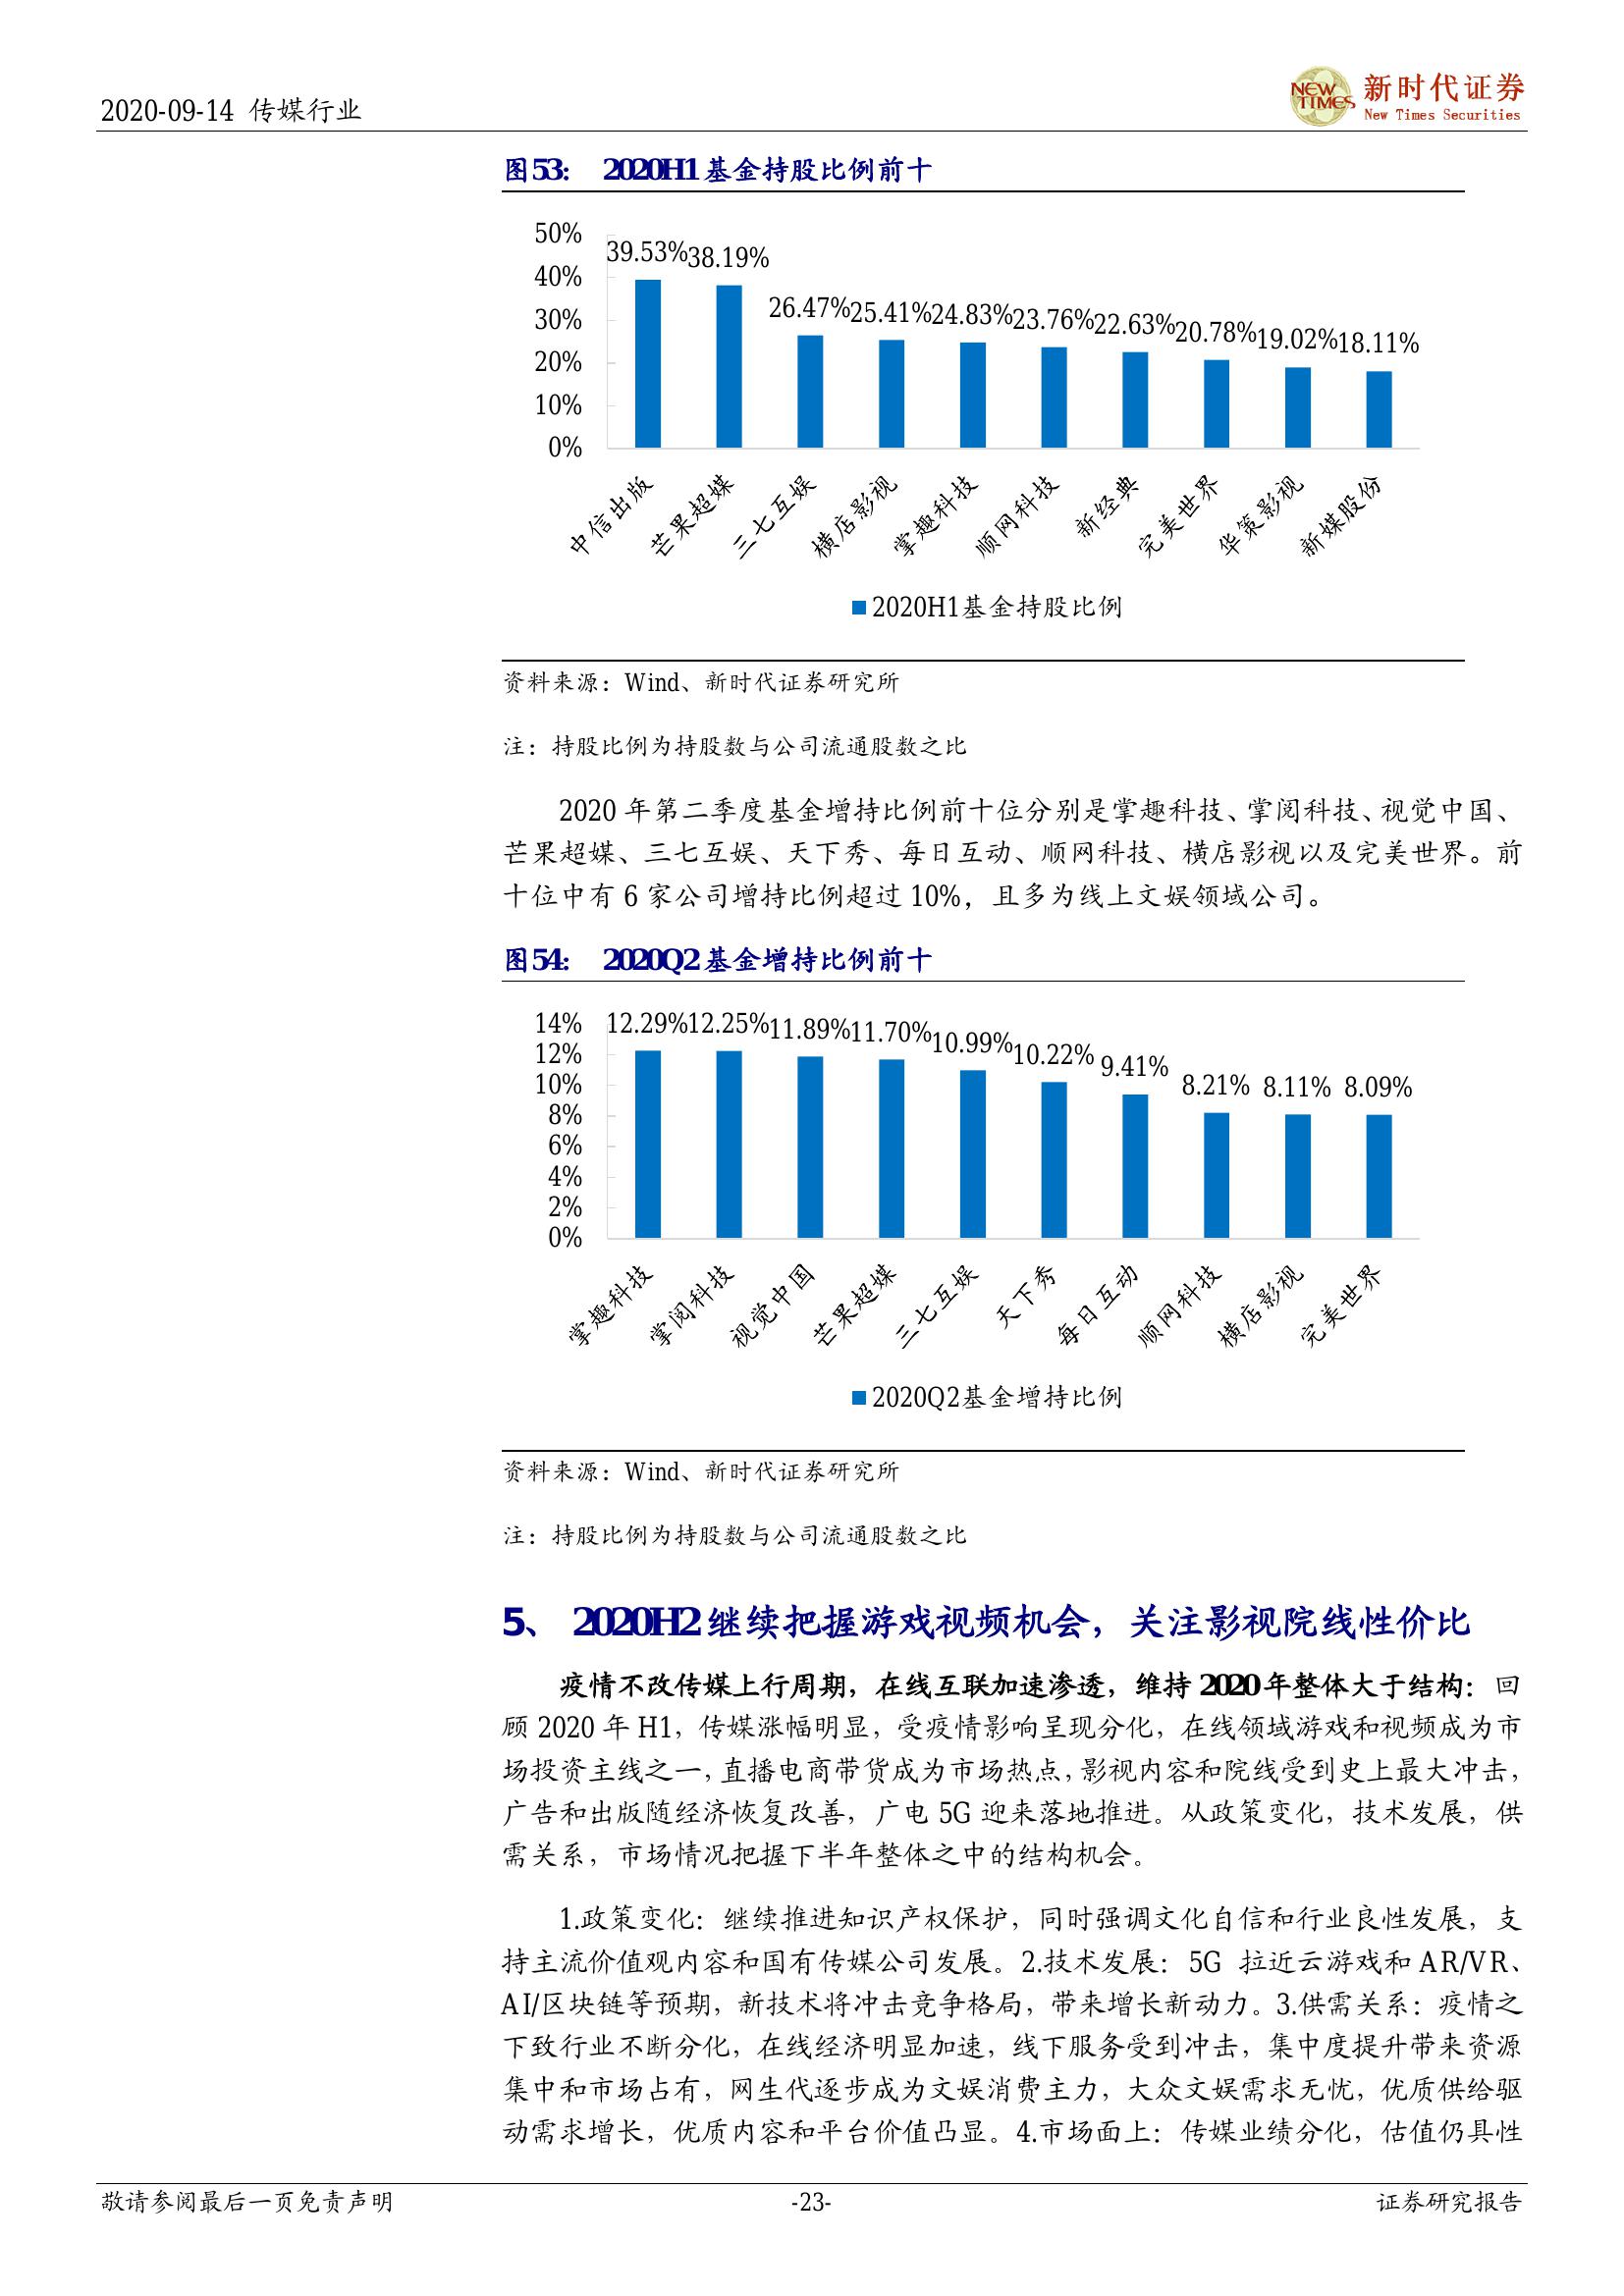 2020-09-14 传媒行业
NEW TIMES 新时代证券
New Times Securities
图53： 2020H1基金持股比例前十
50%
40%
30%
20%
10%
0%
39.53% 38.19% 26.47% 25.41% 24.83% 23.76% 22.63% 20.78% 19.02% 18.11%
中信出版 芒果超媒 三七互娱 横店影视 掌趣科技 顺网科技 新经典 完美世界 华策影视 新媒股份
2020H1基金持股比例
资料来源：Wind、新时代证券研究所
注：持股比例为持股数与公司流通股数之比
2020 年第二季度基金增持比例前十位分别是掌趣科技、掌阅科技、视觉中国、
芒果超媒、三七互娱、天下秀、每日互动、顺网科技、横店影视以及完美世界。前
十位中有 6 家公司增持比例超过 10%，且多为线上文娱领域公司。
图54： 2020Q2基金增持比例前十
14%
12%
10%
8%
6%
4%
2%
0%
12.29% 12.25% 11.89% 11.70% 10.99% 10.22% 9.41% 8.21% 8.11% 8.09%
掌趣科技 掌阅科技 视觉中国 芒果超媒 三七互娱 天下秀 每日互动 顺网科技 横店影视 完美世界
2020Q2基金增持比例
资料来源：Wind、新时代证券研究所
注：持股比例为持股数与公司流通股数之比
5、 2020H2继续把握游戏视频机会，关注影视院线性价比
疫情不改传媒上行周期，在线互联加速渗透，维持 2020 年整体大于结构：回
顾 2020 年 H1，传媒涨幅明显，受疫情影响呈现分化，在线领域游戏和视频成为市
场投资主线之一，直播电商带货成为市场热点，影视内容和院线受到史上最大冲击，
广告和出版随经济恢复改善，广电 5G 迎来落地推进。从政策变化，技术发展，供
需关系，市场情况把握下半年整体之中的结构机会。
1.政策变化：继续推进知识产权保护，同时强调文化自信和行业良性发展，支
持主流价值观内容和国有传媒公司发展。2.技术发展：5G 拉近云游戏和 AR/VR、
AI/区块链等预期，新技术将冲击竞争格局，带来增长新动力。3.供需关系：疫情之
下致行业不断分化，在线经济明显加速，线下服务受到冲击，集中度提升带来资源
集中和市场占有，网生代逐步成为文娱消费主力，大众文娱需求无忧，优质供给驱
动需求增长，优质内容和平台价值凸显。4.市场面上：传媒业绩分化，估值仍具性
敬请参阅最后一页免责声明 -23- 证券研究报告